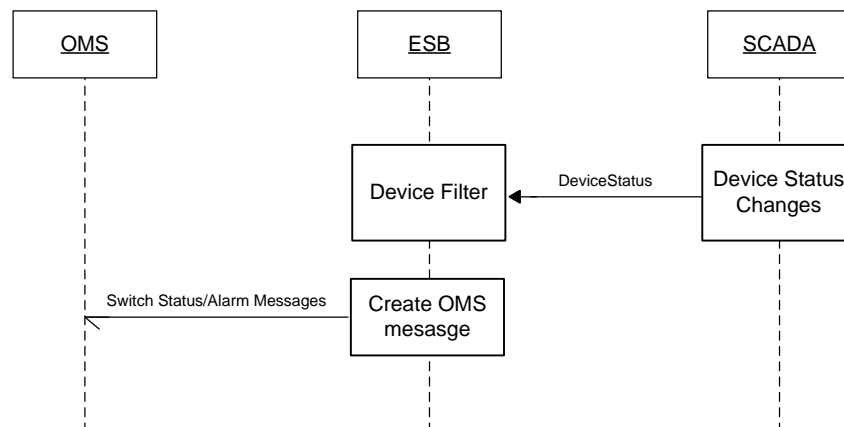 OMS
ESB
SCADA
Device Filter
DeviceStatus
Device Status
Changes
Switch Status/Alarm Messages
Create OMS
mesasge